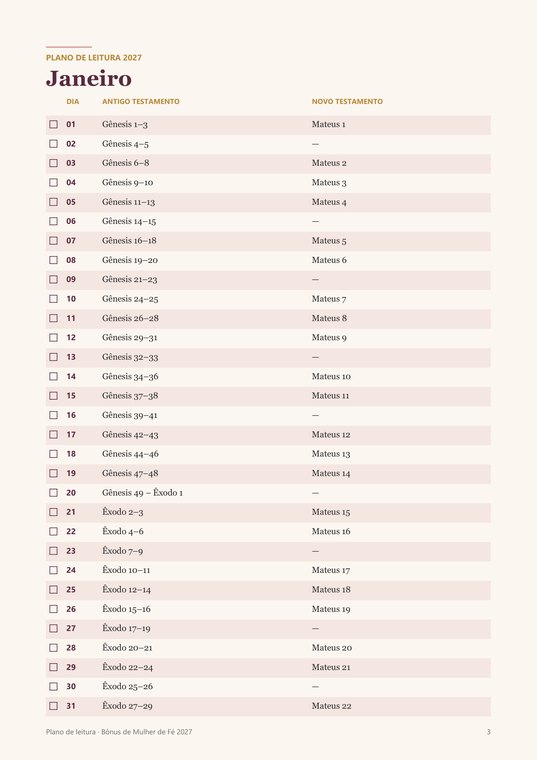 PLANO DE LEITURA 2027
Janeiro
DIA ANTIGO TESTAMENTO NOVO TESTAMENTO
01 Gênesis 1–3 Mateus 1
02 Gênesis 4–5 —
03 Gênesis 6–8 Mateus 2
04 Gênesis 9–10 Mateus 3
05 Gênesis 11–13 Mateus 4
06 Gênesis 14–15 —
07 Gênesis 16–18 Mateus 5
08 Gênesis 19–20 Mateus 6
09 Gênesis 21–23 —
10 Gênesis 24–25 Mateus 7
11 Gênesis 26–28 Mateus 8
12 Gênesis 29–31 Mateus 9
13 Gênesis 32–33 —
14 Gênesis 34–36 Mateus 10
15 Gênesis 37–38 Mateus 11
16 Gênesis 39–41 —
17 Gênesis 42–43 Mateus 12
18 Gênesis 44–46 Mateus 13
19 Gênesis 47–48 Mateus 14
20 Gênesis 49 – Êxodo 1 —
21 Êxodo 2–3 Mateus 15
22 Êxodo 4–6 Mateus 16
23 Êxodo 7–9 —
24 Êxodo 10–11 Mateus 17
25 Êxodo 12–14 Mateus 18
26 Êxodo 15–16 Mateus 19
27 Êxodo 17–19 —
28 Êxodo 20–21 Mateus 20
29 Êxodo 22–24 Mateus 21
30 Êxodo 25–26 —
31 Êxodo 27–29 Mateus 22
Plano de leitura · Bônus de Mulher de Fé 2027 3